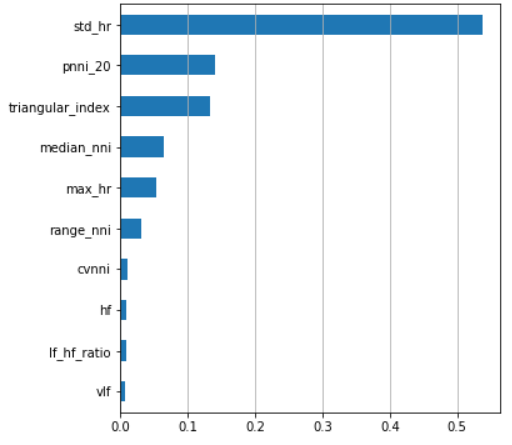 std_hr
pnni_20
triangular_index
median_nni
max_hr
range_nni
cvnni
hf
lf_hf_ratio
vlf
0.0 0.1 0.2 0.3 0.4 0.5